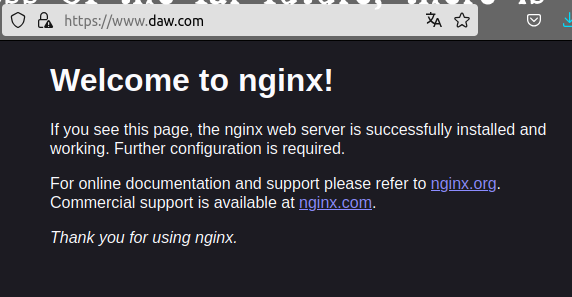 https://www.daw.com
Welcome to nginx!
If you see this page, the nginx web server is successfully installed and
working. Further configuration is required.
For online documentation and support please refer to nginx.org.
Commercial support is available at nginx.com.
Thank you for using nginx.